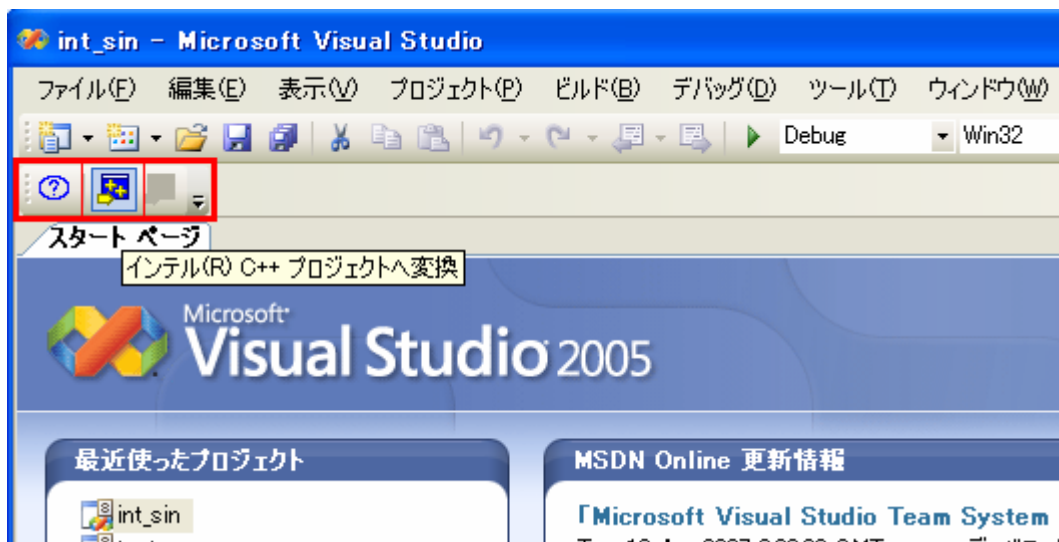 int_sin - Microsoft Visual Studio
ファイル(F) 編集(E) 表示(V) プロジェクト(P) ビルド(B) デバッグ(D) ツール(T) ウィンドウ(W)
Debug Win32
スタート ページ
インテル(R) C++ プロジェクトへ変換
Microsoft
Visual Studio 2005
最近使ったプロジェクト
MSDN Online 更新情報
int_sin
「Microsoft Visual Studio Team System